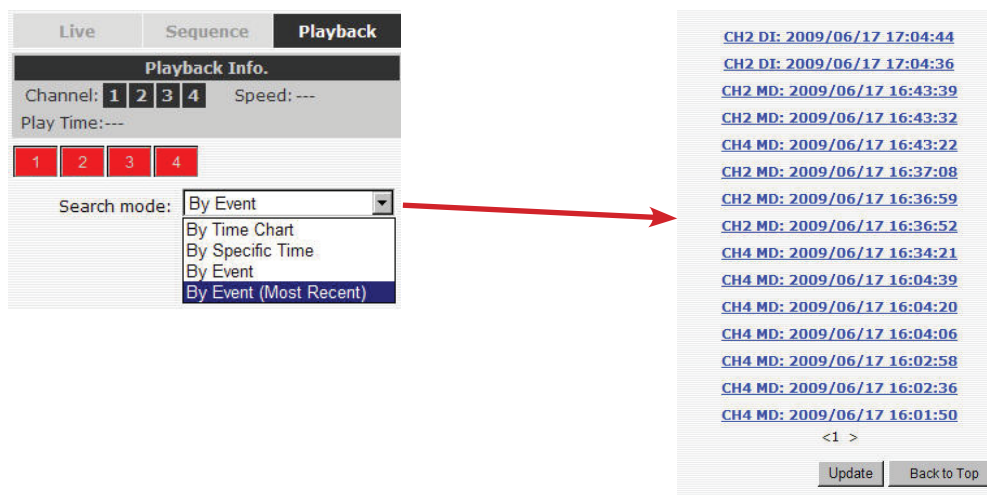 Live Sequence Playback
Playback Info.
Channel: 1 2 3 4 Speed: ---
Play Time:---
1 2 3 4
Search mode: By Event
By Time Chart
By Specific Time
By Event
By Event (Most Recent)
CH2 DI: 2009/06/17 17:04:44
CH2 DI: 2009/06/17 17:04:36
CH2 MD: 2009/06/17 16:43:39
CH2 MD: 2009/06/17 16:43:32
CH4 MD: 2009/06/17 16:43:22
CH2 MD: 2009/06/17 16:37:08
CH2 MD: 2009/06/17 16:36:59
CH2 MD: 2009/06/17 16:36:52
CH4 MD: 2009/06/17 16:34:21
CH4 MD: 2009/06/17 16:04:39
CH4 MD: 2009/06/17 16:04:20
CH4 MD: 2009/06/17 16:04:06
CH4 MD: 2009/06/17 16:02:58
CH4 MD: 2009/06/17 16:02:36
CH4 MD: 2009/06/17 16:01:50
<1 >
Update Back to Top